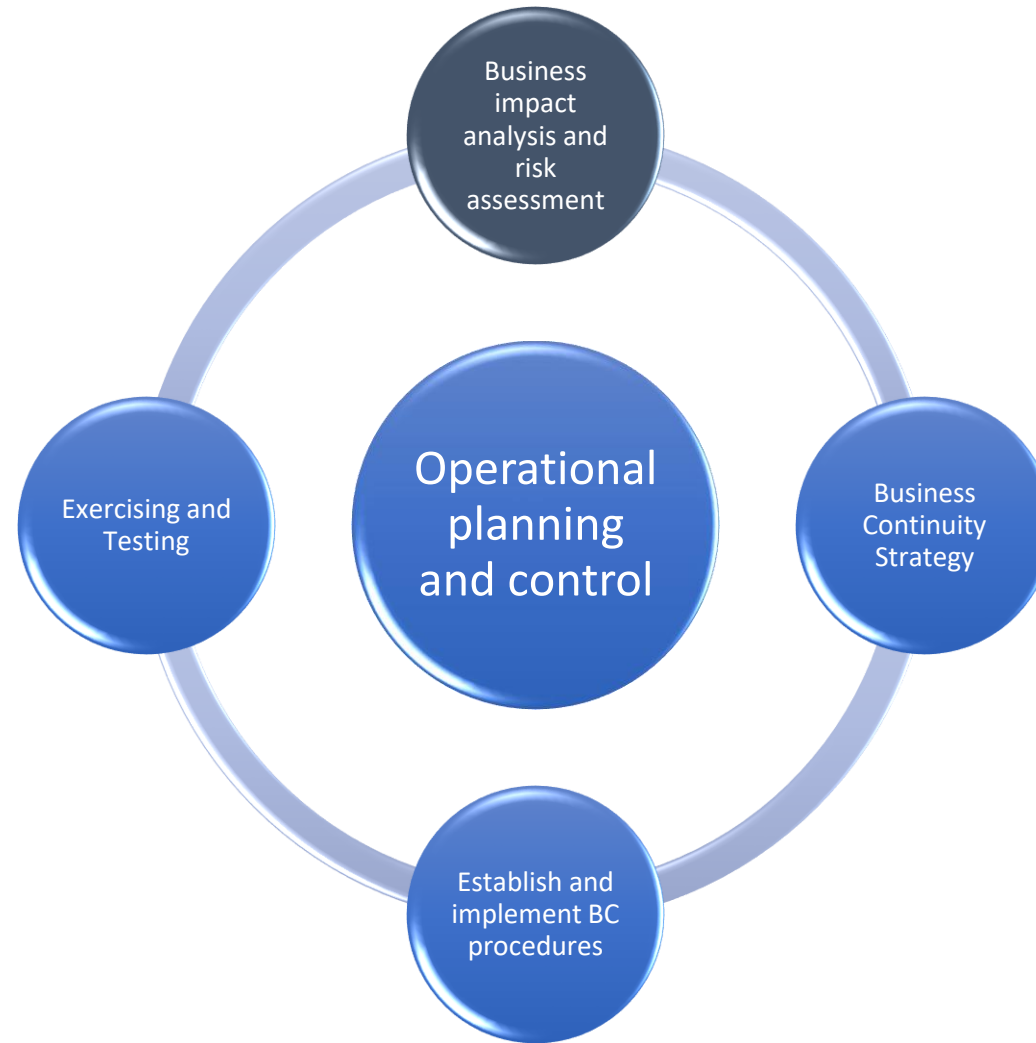 Business
impact
analysis and
risk
assessment
Operational
planning
and control
Exercising and
Testing
Business
Continuity
Strategy
Establish and
implement BC
procedures